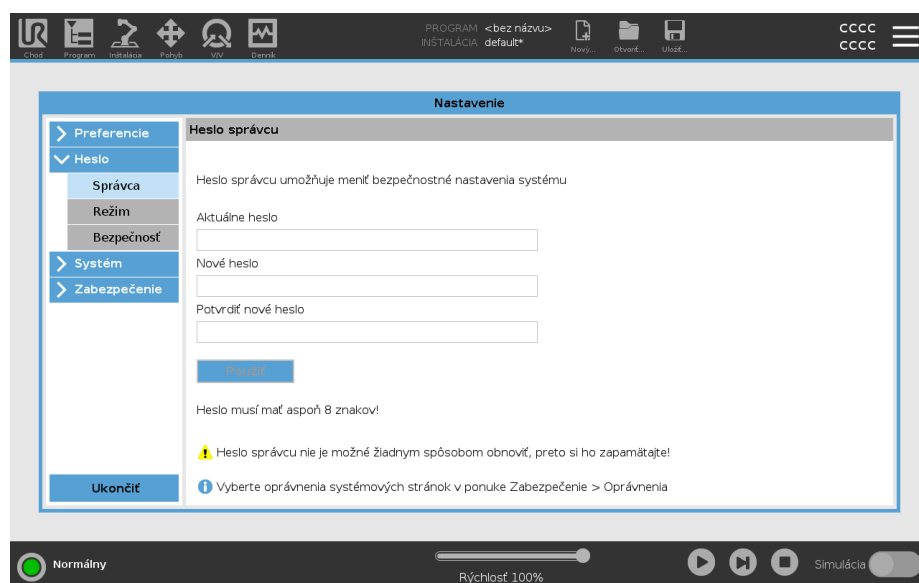 PROGRAM <bez názvu>
INŠTALÁCIA default*
cccc
cccc
Chod
Program
Inštalácia
Pohyb
V/V
Denník
Nový...
Otvoriť...
Uložiť...
Nastavenie
Preferencie
Heslo
Správca
Režim
Bezpečnosť
Systém
Zabezpečenie
Ukončiť
Heslo správcu
Heslo správcu umožňuje meniť bezpečnostné nastavenia systému
Aktuálne heslo
Nové heslo
Potvrdiť nové heslo
Použiť
Heslo musí mať aspoň 8 znakov!
Heslo správcu nie je možné žiadnym spôsobom obnoviť, preto si ho zapamätajte!
Vyberte oprávnenia systémových stránok v ponuke Zabezpečenie > Oprávnenia
Normálny
Rýchlosť 100%
Simulácia